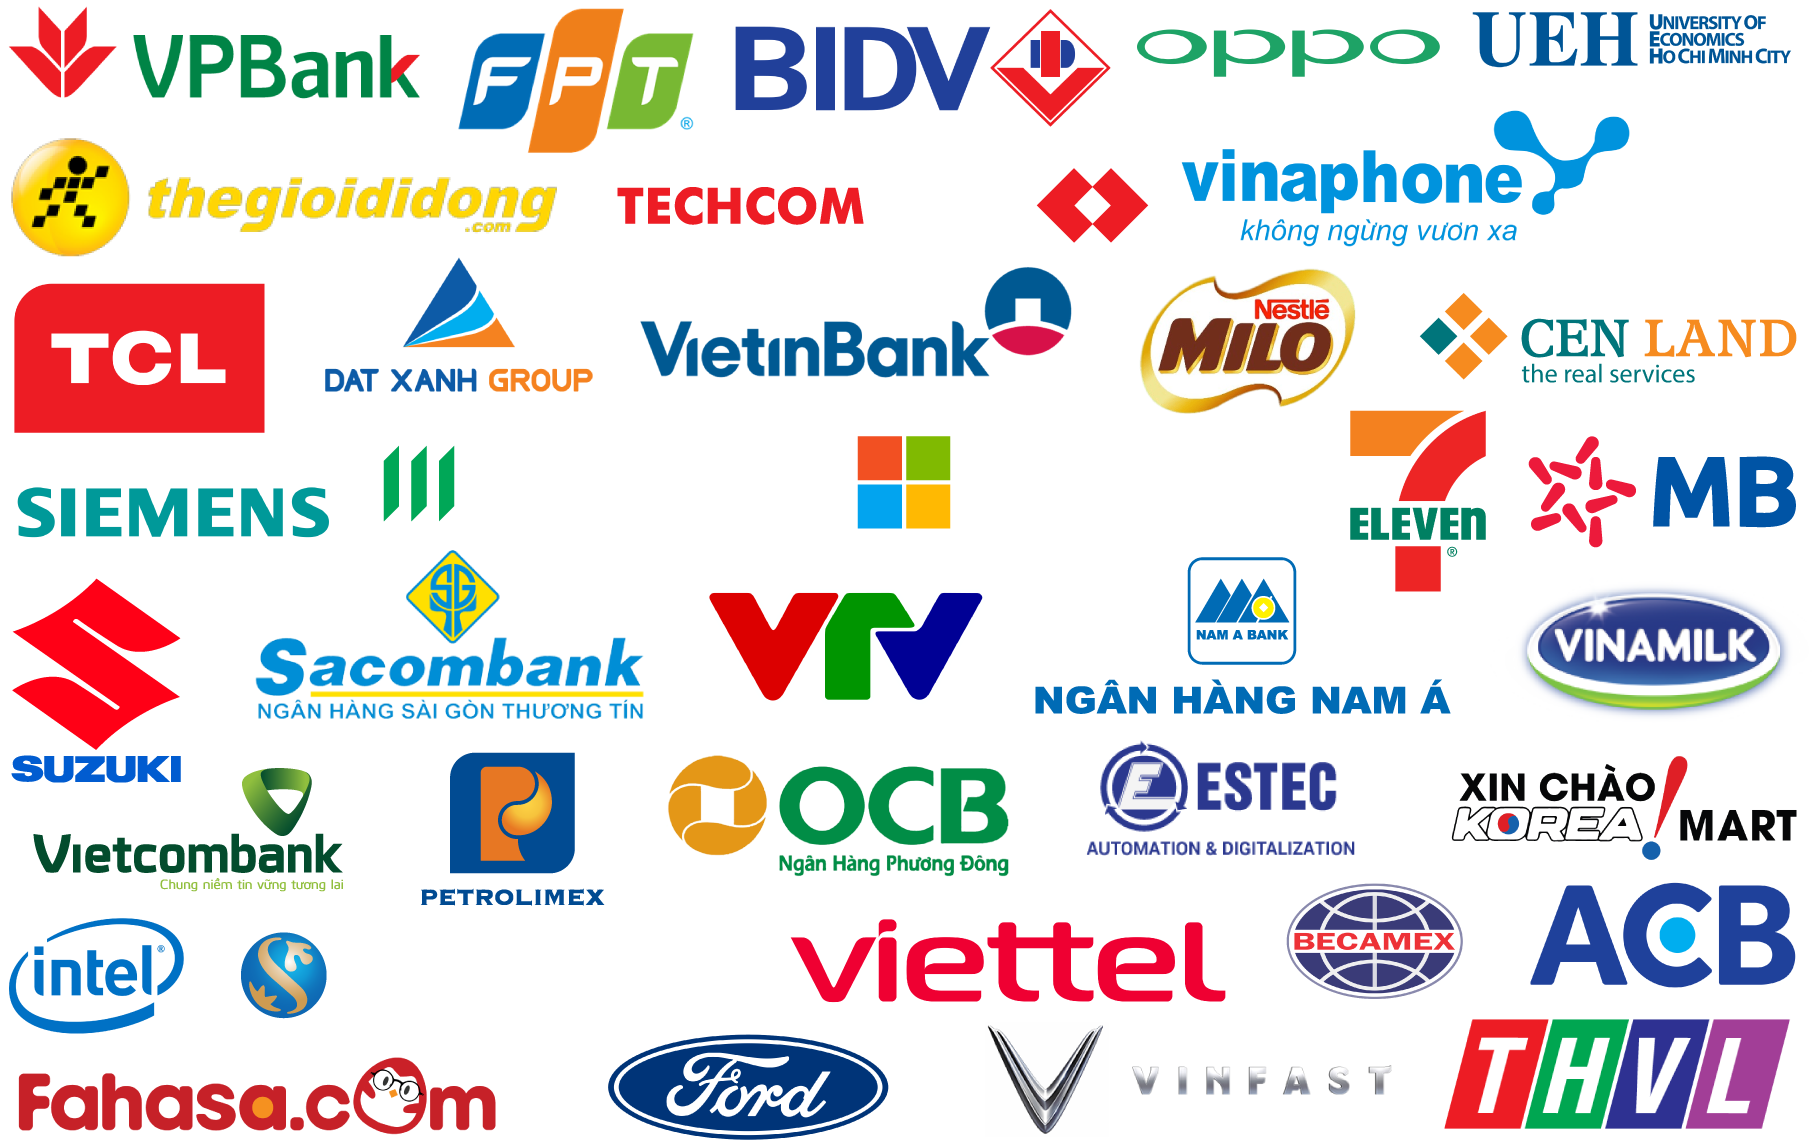 VPBank
FPT
®
BIDV
oppo
UEH
UNIVERSITY OF
ECONOMICS
HO CHI MINH CITY
thegioididong
.com
TECHCOM
vinaphone
không ngừng vươn xa
TCL
DAT XANH GROUP
VietinBank
Nestlé
MILO
CEN LAND
the real services
SIEMENS
7
ELEVEn
®
MB
SUZUKI
SG
Sacombank
NGÂN HÀNG SÀI GÒN THƯƠNG TÍN
VTV
NAM A BANK
NGÂN HÀNG NAM Á
VINAMILK
Vietcombank
Chung niềm tin vững tương lai
P
PETROLIMEX
OCB
Ngân Hàng Phương Đông
E ESTEC
AUTOMATION & DIGITALIZATION
XIN CHÀO
KOREA! MART
intel®
viettel
BECAMEX
ACB
Fahasa.com
Ford
VINFAST
THVL